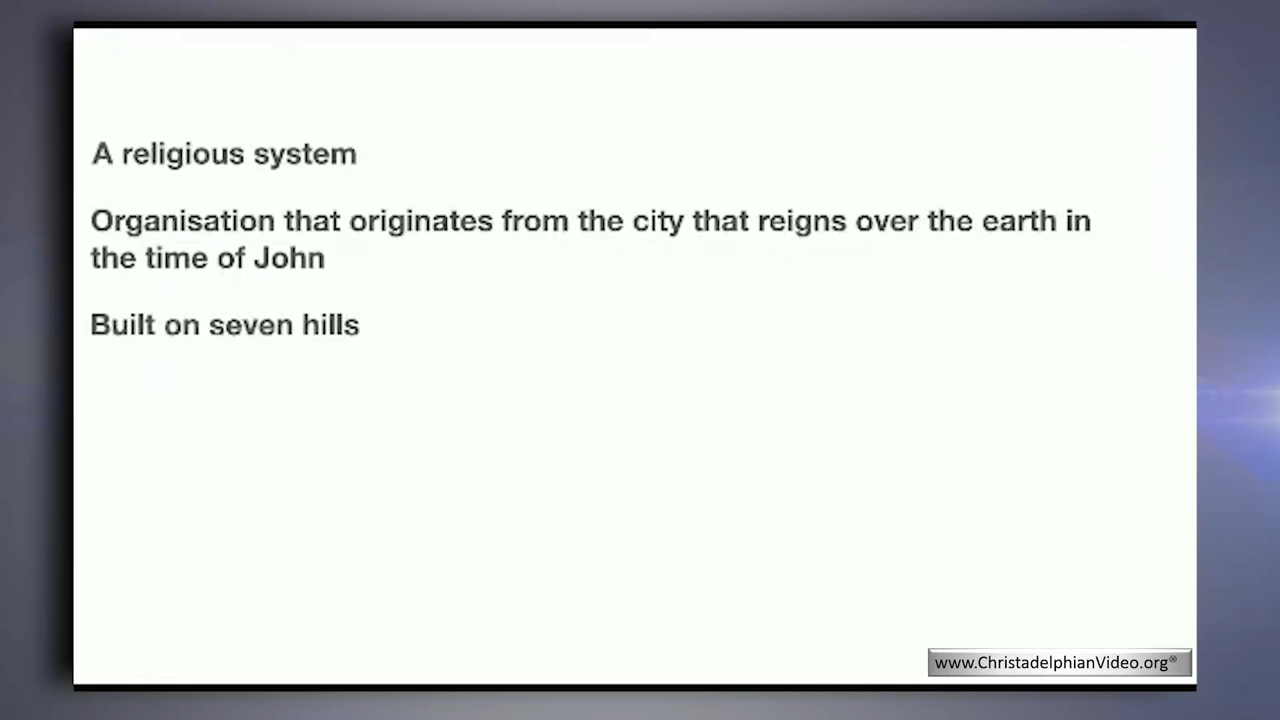 A religious system
Organisation that originates from the city that reigns over the earth in
the time of John
Built on seven hills
www.ChristadelphianVideo.org®